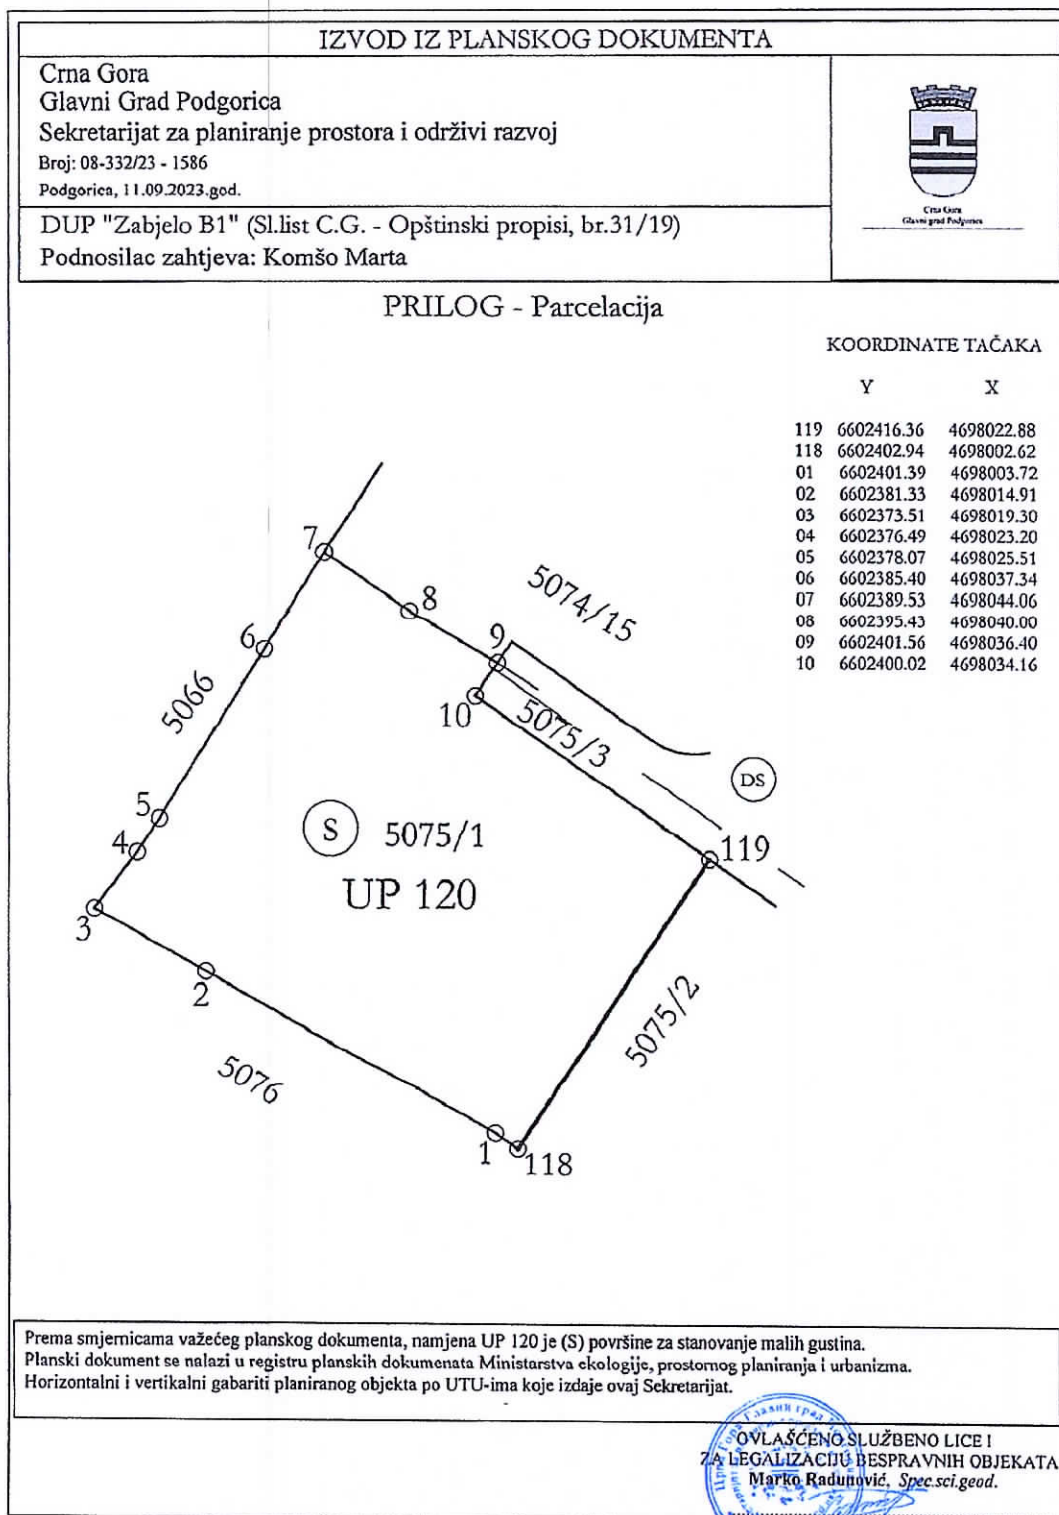 IZVOD IZ PLANSKOG DOKUMENTA
Crna Gora
Glavni Grad Podgorica
Sekretarijat za planiranje prostora i održivi razvoj
Broj: 08-332/23 - 1586
Podgorica, 11.09.2023.god.
Crna Gora
Glavni grad Podgorica
DUP "Zabjelo B1" (Sl.list C.G. - Opštinski propisi, br.31/19)
Podnosilac zahtjeva: Komšo Marta
PRILOG - Parcelacija
KOORDINATE TAČAKA
Y X
119 6602416.36 4698022.88
118 6602402.94 4698002.62
01 6602401.39 4698003.72
02 6602381.33 4698014.91
03 6602373.51 4698019.30
04 6602376.49 4698023.20
05 6602378.07 4698025.51
06 6602385.40 4698037.34
07 6602389.53 4698044.06
08 6602395.43 4698040.00
09 6602401.56 4698036.40
10 6602400.02 4698034.16
7
8
5074/15
6
9
5066
10
5075/3
DS
5
S 5075/1
4
119
UP 120
3
2
5075/2
5076
1
118
Prema smjernicama važećeg planskog dokumenta, namjena UP 120 je (S) površine za stanovanje malih gustina.
Planski dokument se nalazi u registru planskih dokumenata Ministarstva ekologije, prostornog planiranja i urbanizma.
Horizontalni i vertikalni gabariti planiranog objekta po UTU-ima koje izdaje ovaj Sekretarijat.
OVLAŠĆENO SLUŽBENO LICE I
ZA LEGALIZACIJU BESPRAVNIH OBJEKATA
Marko Radunović, Spec.sci.geod.